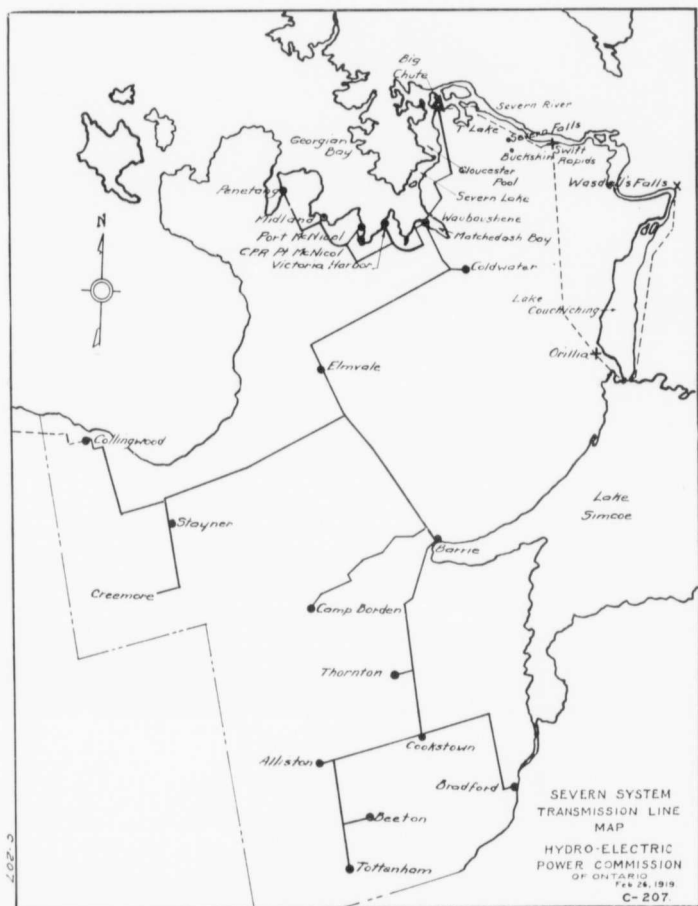 Big
Chute
Severn River
T Lake
Severn Falls
Georgian
Bay
Buckskin
Swift
Rapids
Gloucester
Pool
Wasdell's Falls
Penetang
Severn Lake
Midland
Waubaushene
Port McNicol
Matchedash Bay
CPR Pt McNicol
Victoria Harbor
N
Coldwater
Lake
Couchiching
Orillia
Elmvale
Collingwood
Lake
Simcoe
Stayner
Barrie
Creemore
Camp Borden
Thornton
Cookstown
Alliston
Bradford
Beeton
Tottenham
SEVERN SYSTEM
TRANSMISSION LINE
MAP
HYDRO-ELECTRIC
POWER COMMISSION
OF ONTARIO
Feb 26, 1919
C-207
C-207